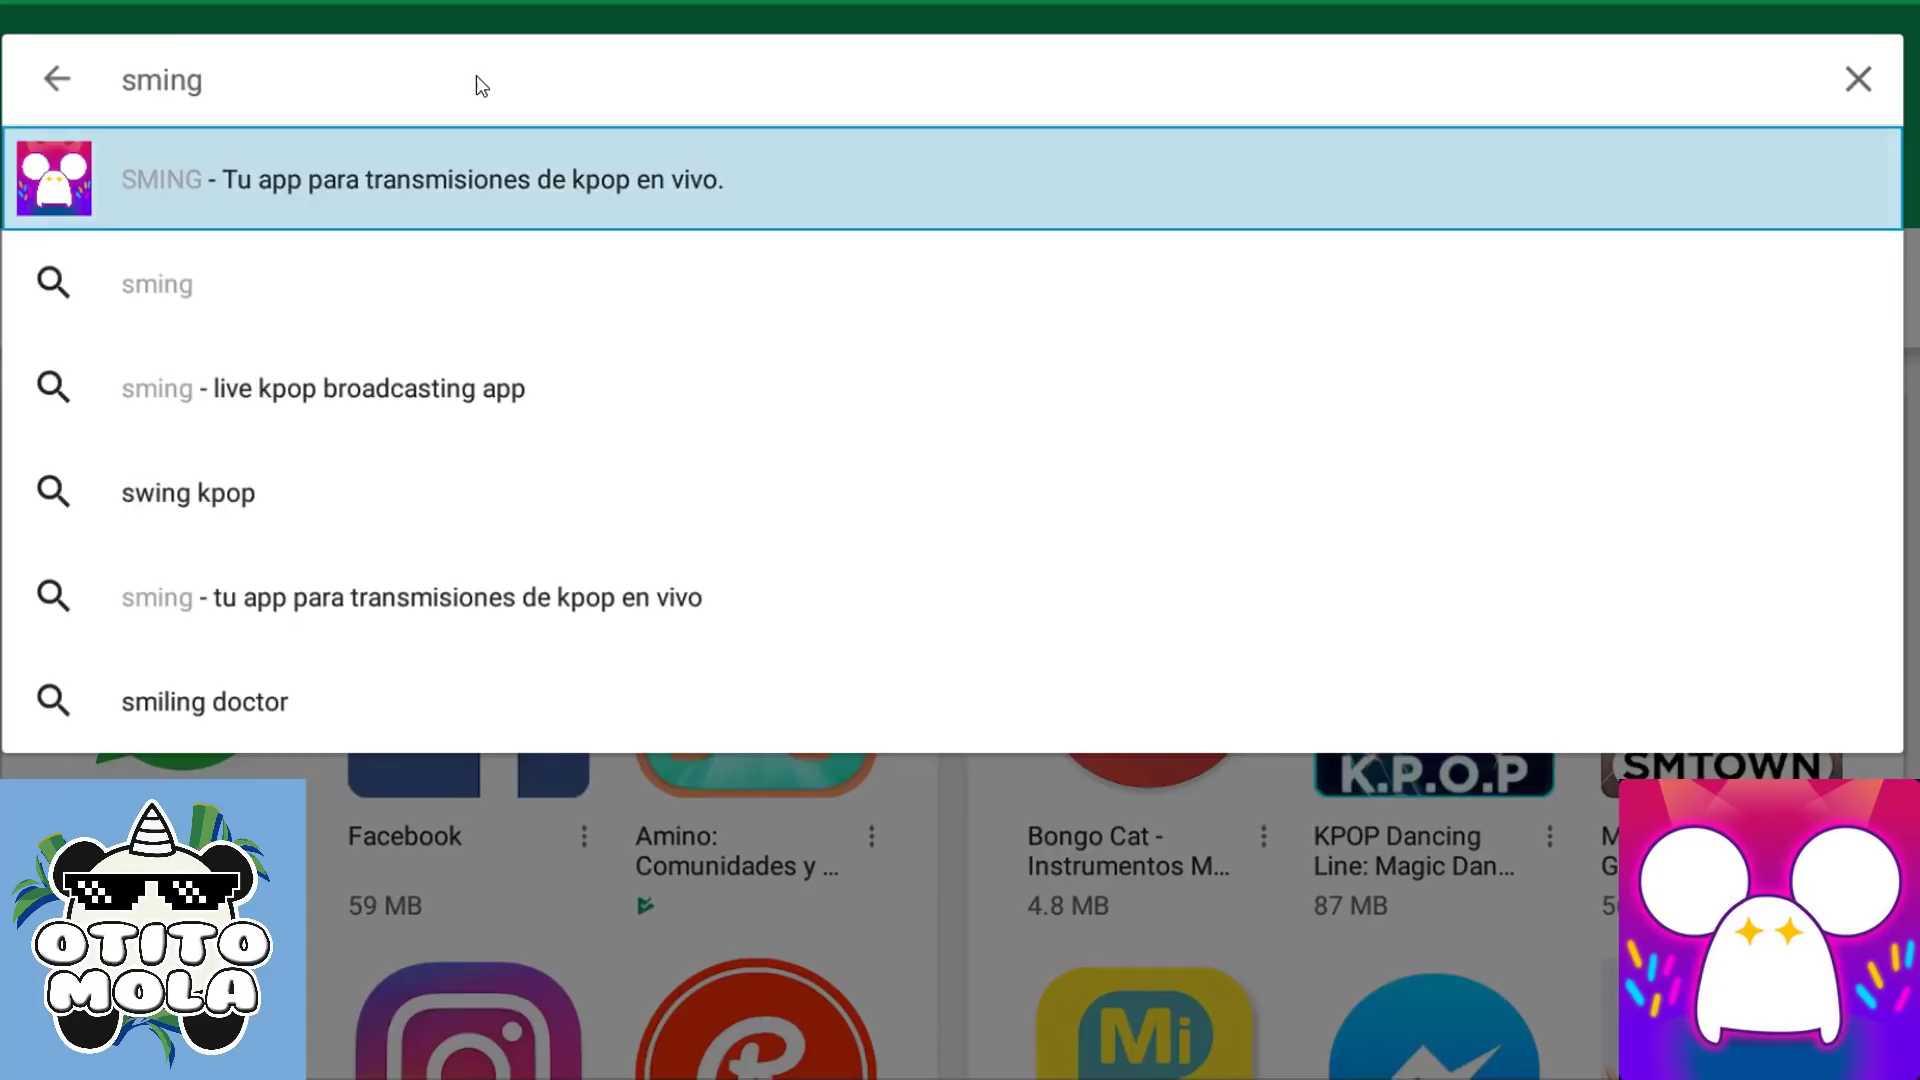 sming
SMING - Tu app para transmisiones de kpop en vivo.
sming
sming - live kpop broadcasting app
swing kpop
sming - tu app para transmisiones de kpop en vivo
smiling doctor
K.P.O.P
SMTOWN
Facebook
Amino:
Comunidades y ...
Bongo Cat -
Instrumentos M...
KPOP Dancing
Line: Magic Dan...
M
G
59 MB
4.8 MB
87 MB
OTITO
MOLA
Mi